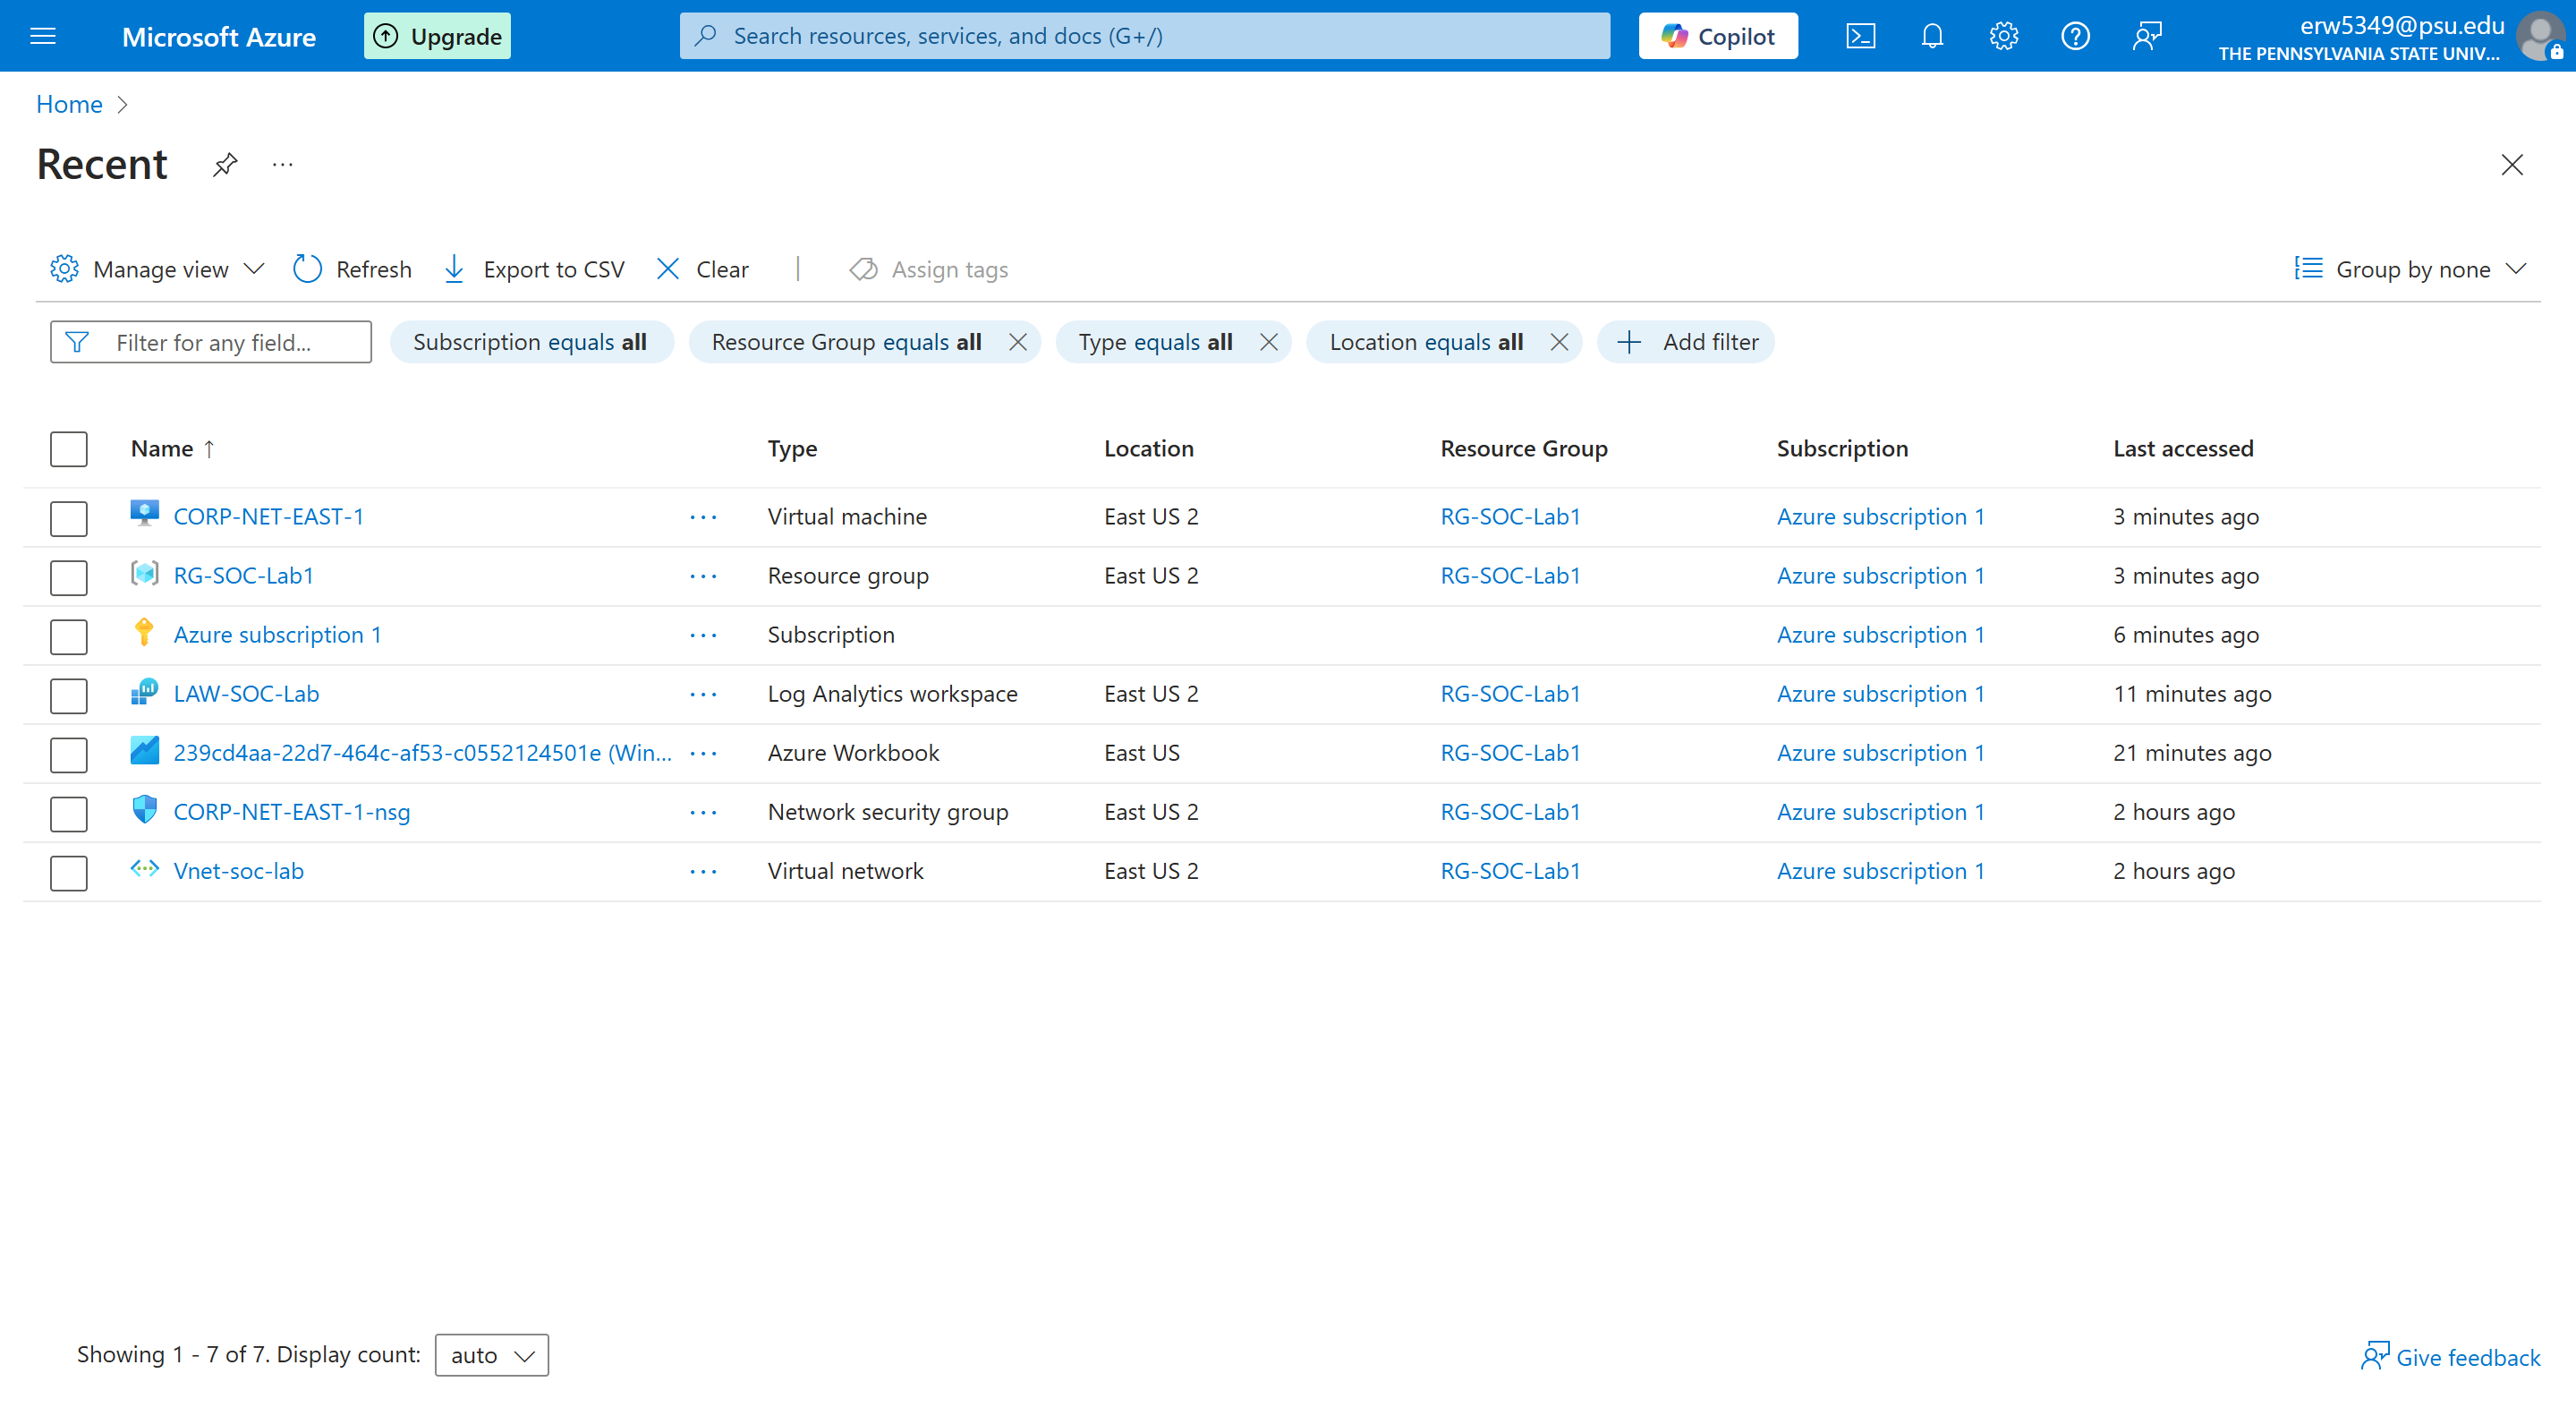 Microsoft Azure
Upgrade
Search resources, services, and docs (G+/)
Copilot
erw5349@psu.edu
THE PENNSYLVANIA STATE UNIV...
Home
Recent
Manage view
Refresh
Export to CSV
Clear
Assign tags
Group by none
Filter for any field...
Subscription equals all
Resource Group equals all
Type equals all
Location equals all
Add filter
Name ↑ Type Location Resource Group Subscription Last accessed
CORP-NET-EAST-1 ... Virtual machine East US 2 RG-SOC-Lab1 Azure subscription 1 3 minutes ago
RG-SOC-Lab1 ... Resource group East US 2 RG-SOC-Lab1 Azure subscription 1 3 minutes ago
Azure subscription 1 ... Subscription Azure subscription 1 6 minutes ago
LAW-SOC-Lab ... Log Analytics workspace East US 2 RG-SOC-Lab1 Azure subscription 1 11 minutes ago
239cd4aa-22d7-464c-af53-c0552124501e (Win... ... Azure Workbook East US RG-SOC-Lab1 Azure subscription 1 21 minutes ago
CORP-NET-EAST-1-nsg ... Network security group East US 2 RG-SOC-Lab1 Azure subscription 1 2 hours ago
Vnet-soc-lab ... Virtual network East US 2 RG-SOC-Lab1 Azure subscription 1 2 hours ago
Showing 1 - 7 of 7. Display count: auto
Give feedback